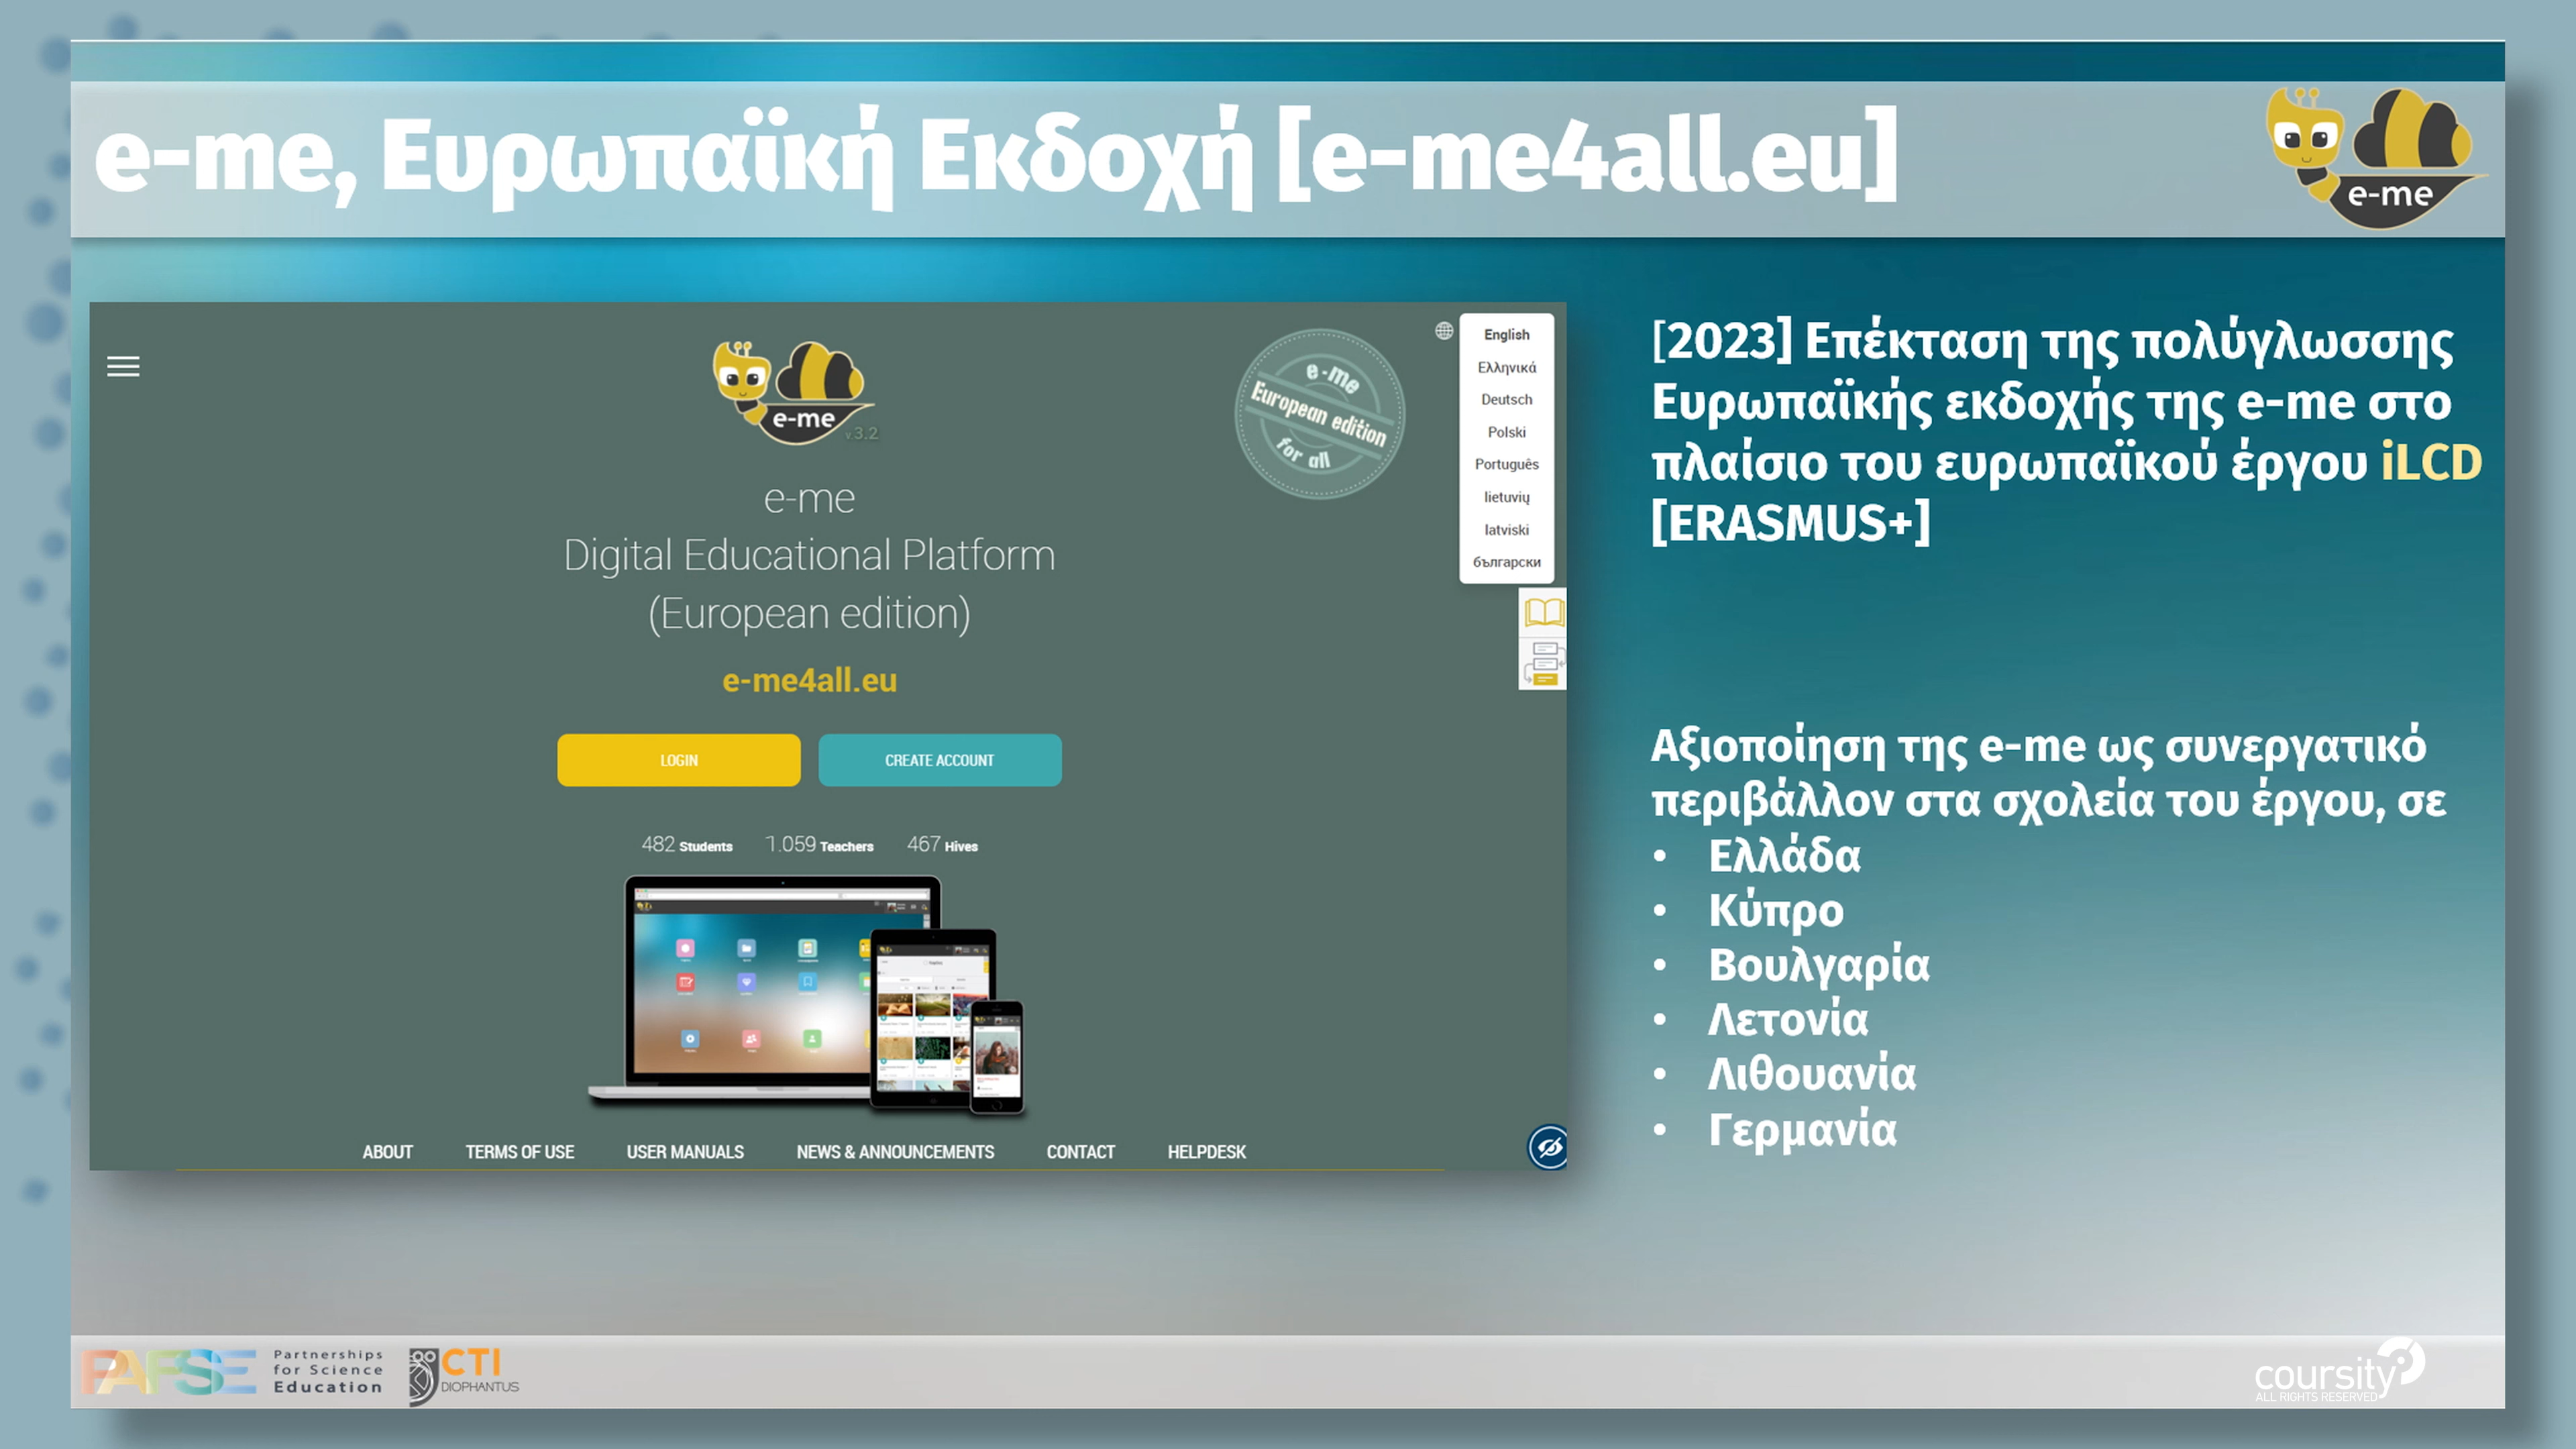 e-me, Ευρωπαϊκή Εκδοχή [e-me4all.eu]
e-me
e-me
v.3.2
e-me
European edition
for all
English
Ελληνικά
Deutsch
Polski
Português
lietuvių
latviski
български
e-me
Digital Educational Platform
(European edition)
e-me4all.eu
LOGIN
CREATE ACCOUNT
482 Students 1.059 Teachers 467 Hives
ABOUT TERMS OF USE USER MANUALS NEWS & ANNOUNCEMENTS CONTACT HELPDESK
[2023] Επέκταση της πολύγλωσσης
Ευρωπαϊκής εκδοχής της e-me στο
πλαίσιο του ευρωπαϊκού έργου iLCD
[ERASMUS+]
Αξιοποίηση της e-me ως συνεργατικό
περιβάλλον στα σχολεία του έργου, σε
• Ελλάδα
• Κύπρο
• Βουλγαρία
• Λετονία
• Λιθουανία
• Γερμανία
PAFSE
Partnerships
for Science
Education
CTI
DIOPHANTUS
coursity
ALL RIGHTS RESERVED